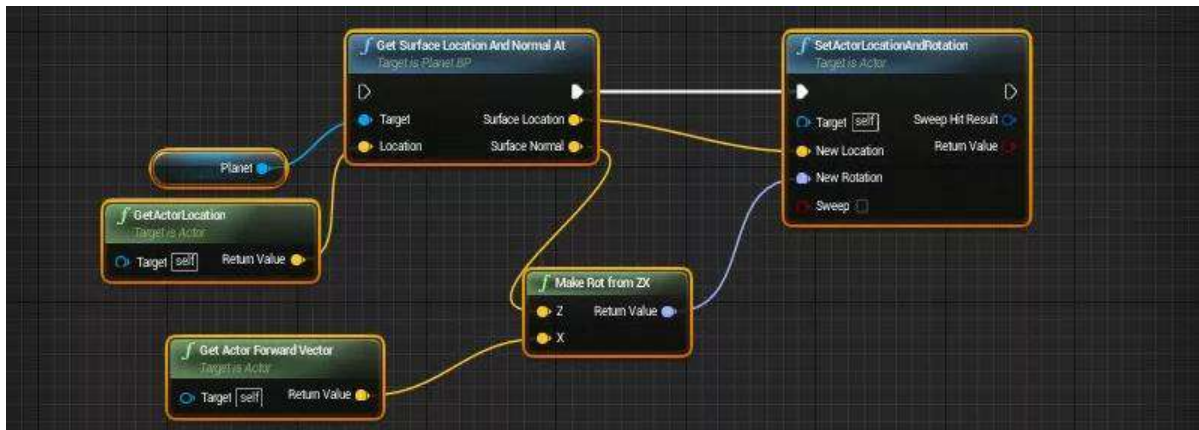 Get Surface Location And Normal At
Target is Planet BP
Target
Surface Location
Location
Surface Normal
SetActorLocationAndRotation
Target is Actor
Target self
Sweep Hit Result
New Location
Return Value
New Rotation
Sweep
Planet
GetActorLocation
Target is Actor
Target self
Return Value
Make Rot from ZX
Z
Return Value
X
Get Actor Forward Vector
Target is Actor
Target self
Return Value